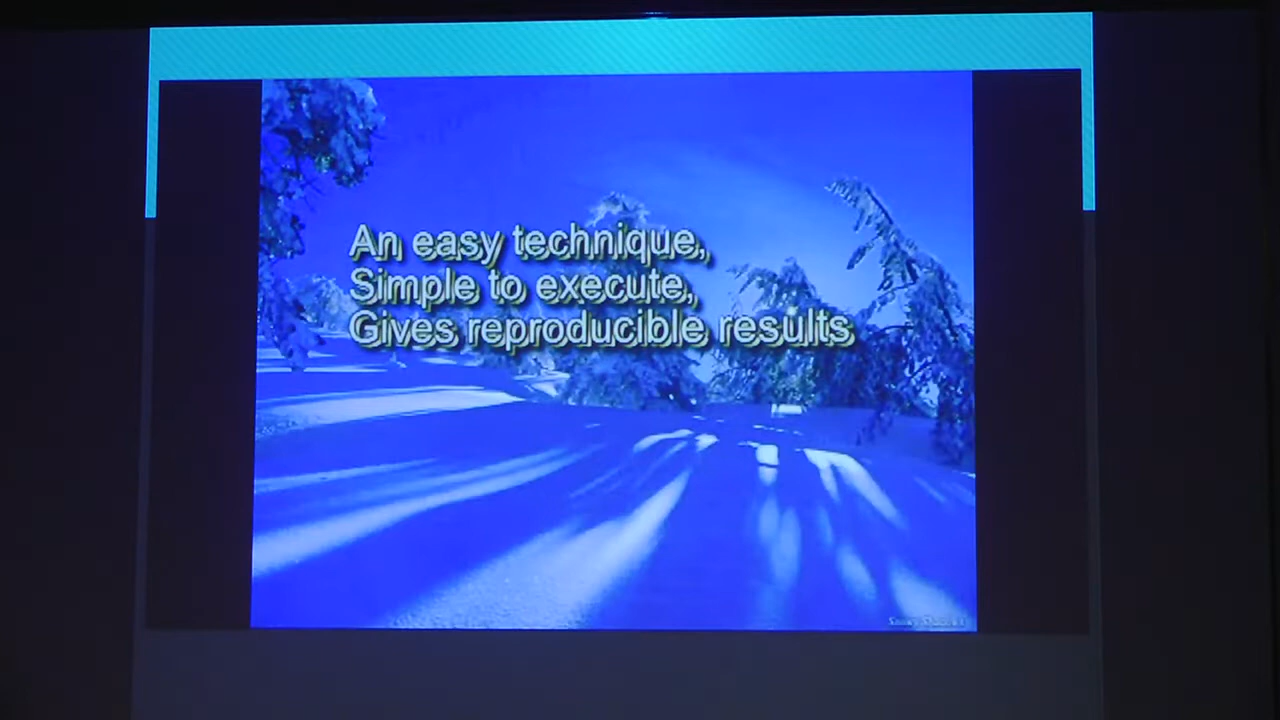 An easy technique,
Simple to execute,
Gives reproducible results